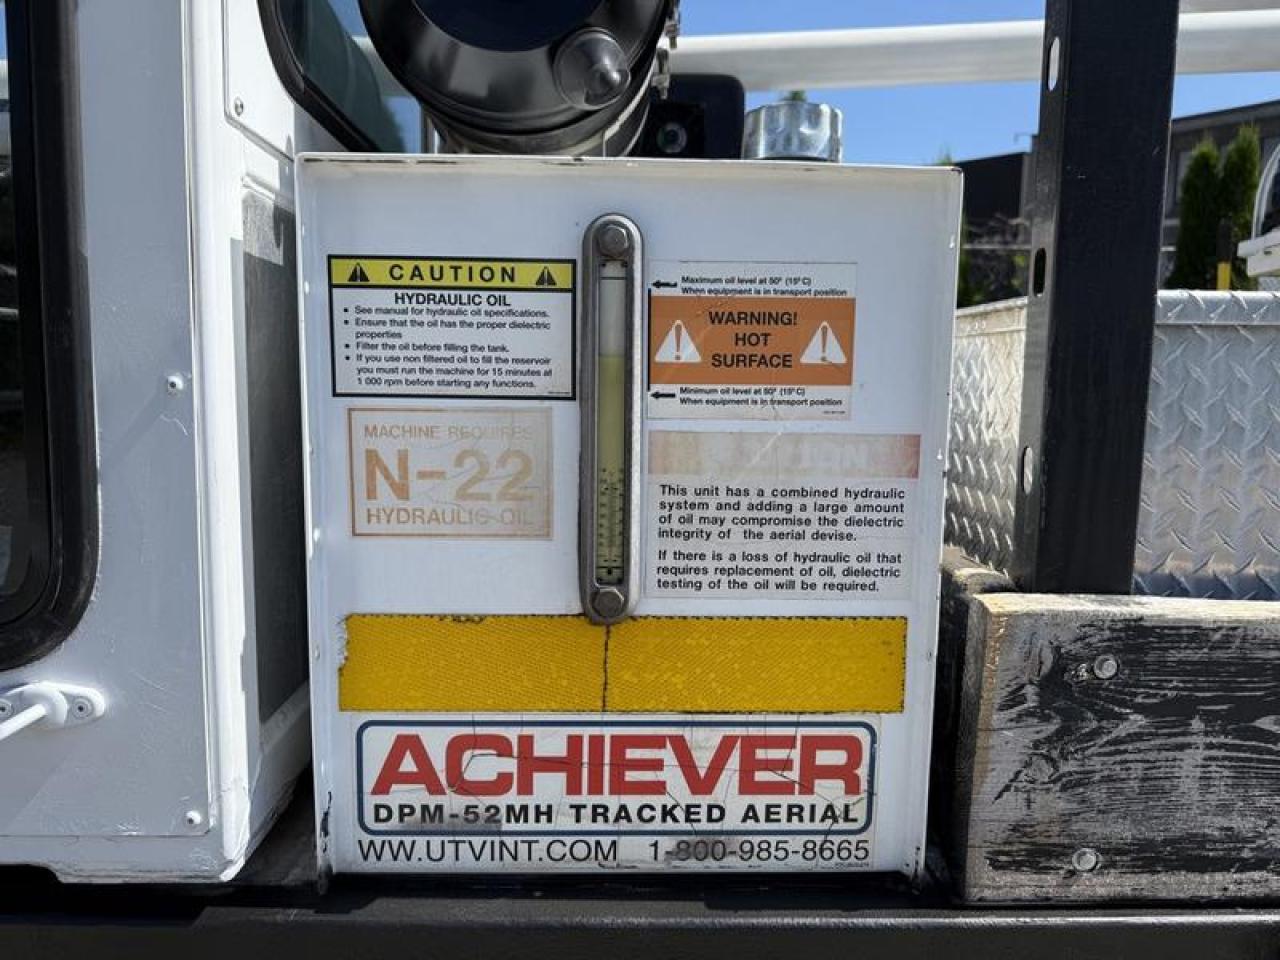 CAUTION
HYDRAULIC OIL
• See manual for hydraulic oil specifications.
• Ensure that the oil has the proper dielectric
properties
• Filter the oil before filling the tank.
• If you use non filtered oil to fill the reservoir
you must run the machine for 15 minutes at
1 000 rpm before starting any functions.
Maximum oil level at 50° (15°C)
When equipment is in transport position
WARNING!
HOT
SURFACE
Minimum oil level at 50° (15°C)
When equipment is in transport position
MACHINE REQUIRES
N-22
HYDRAULIC OIL
This unit has a combined hydraulic
system and adding a large amount
of oil may compromise the dielectric
integrity of the aerial devise.
If there is a loss of hydraulic oil that
requires replacement of oil, dielectric
testing of the oil will be required.
ACHIEVER
DPM-52MH TRACKED AERIAL
WW.UTVINT.COM 1-800-985-8665